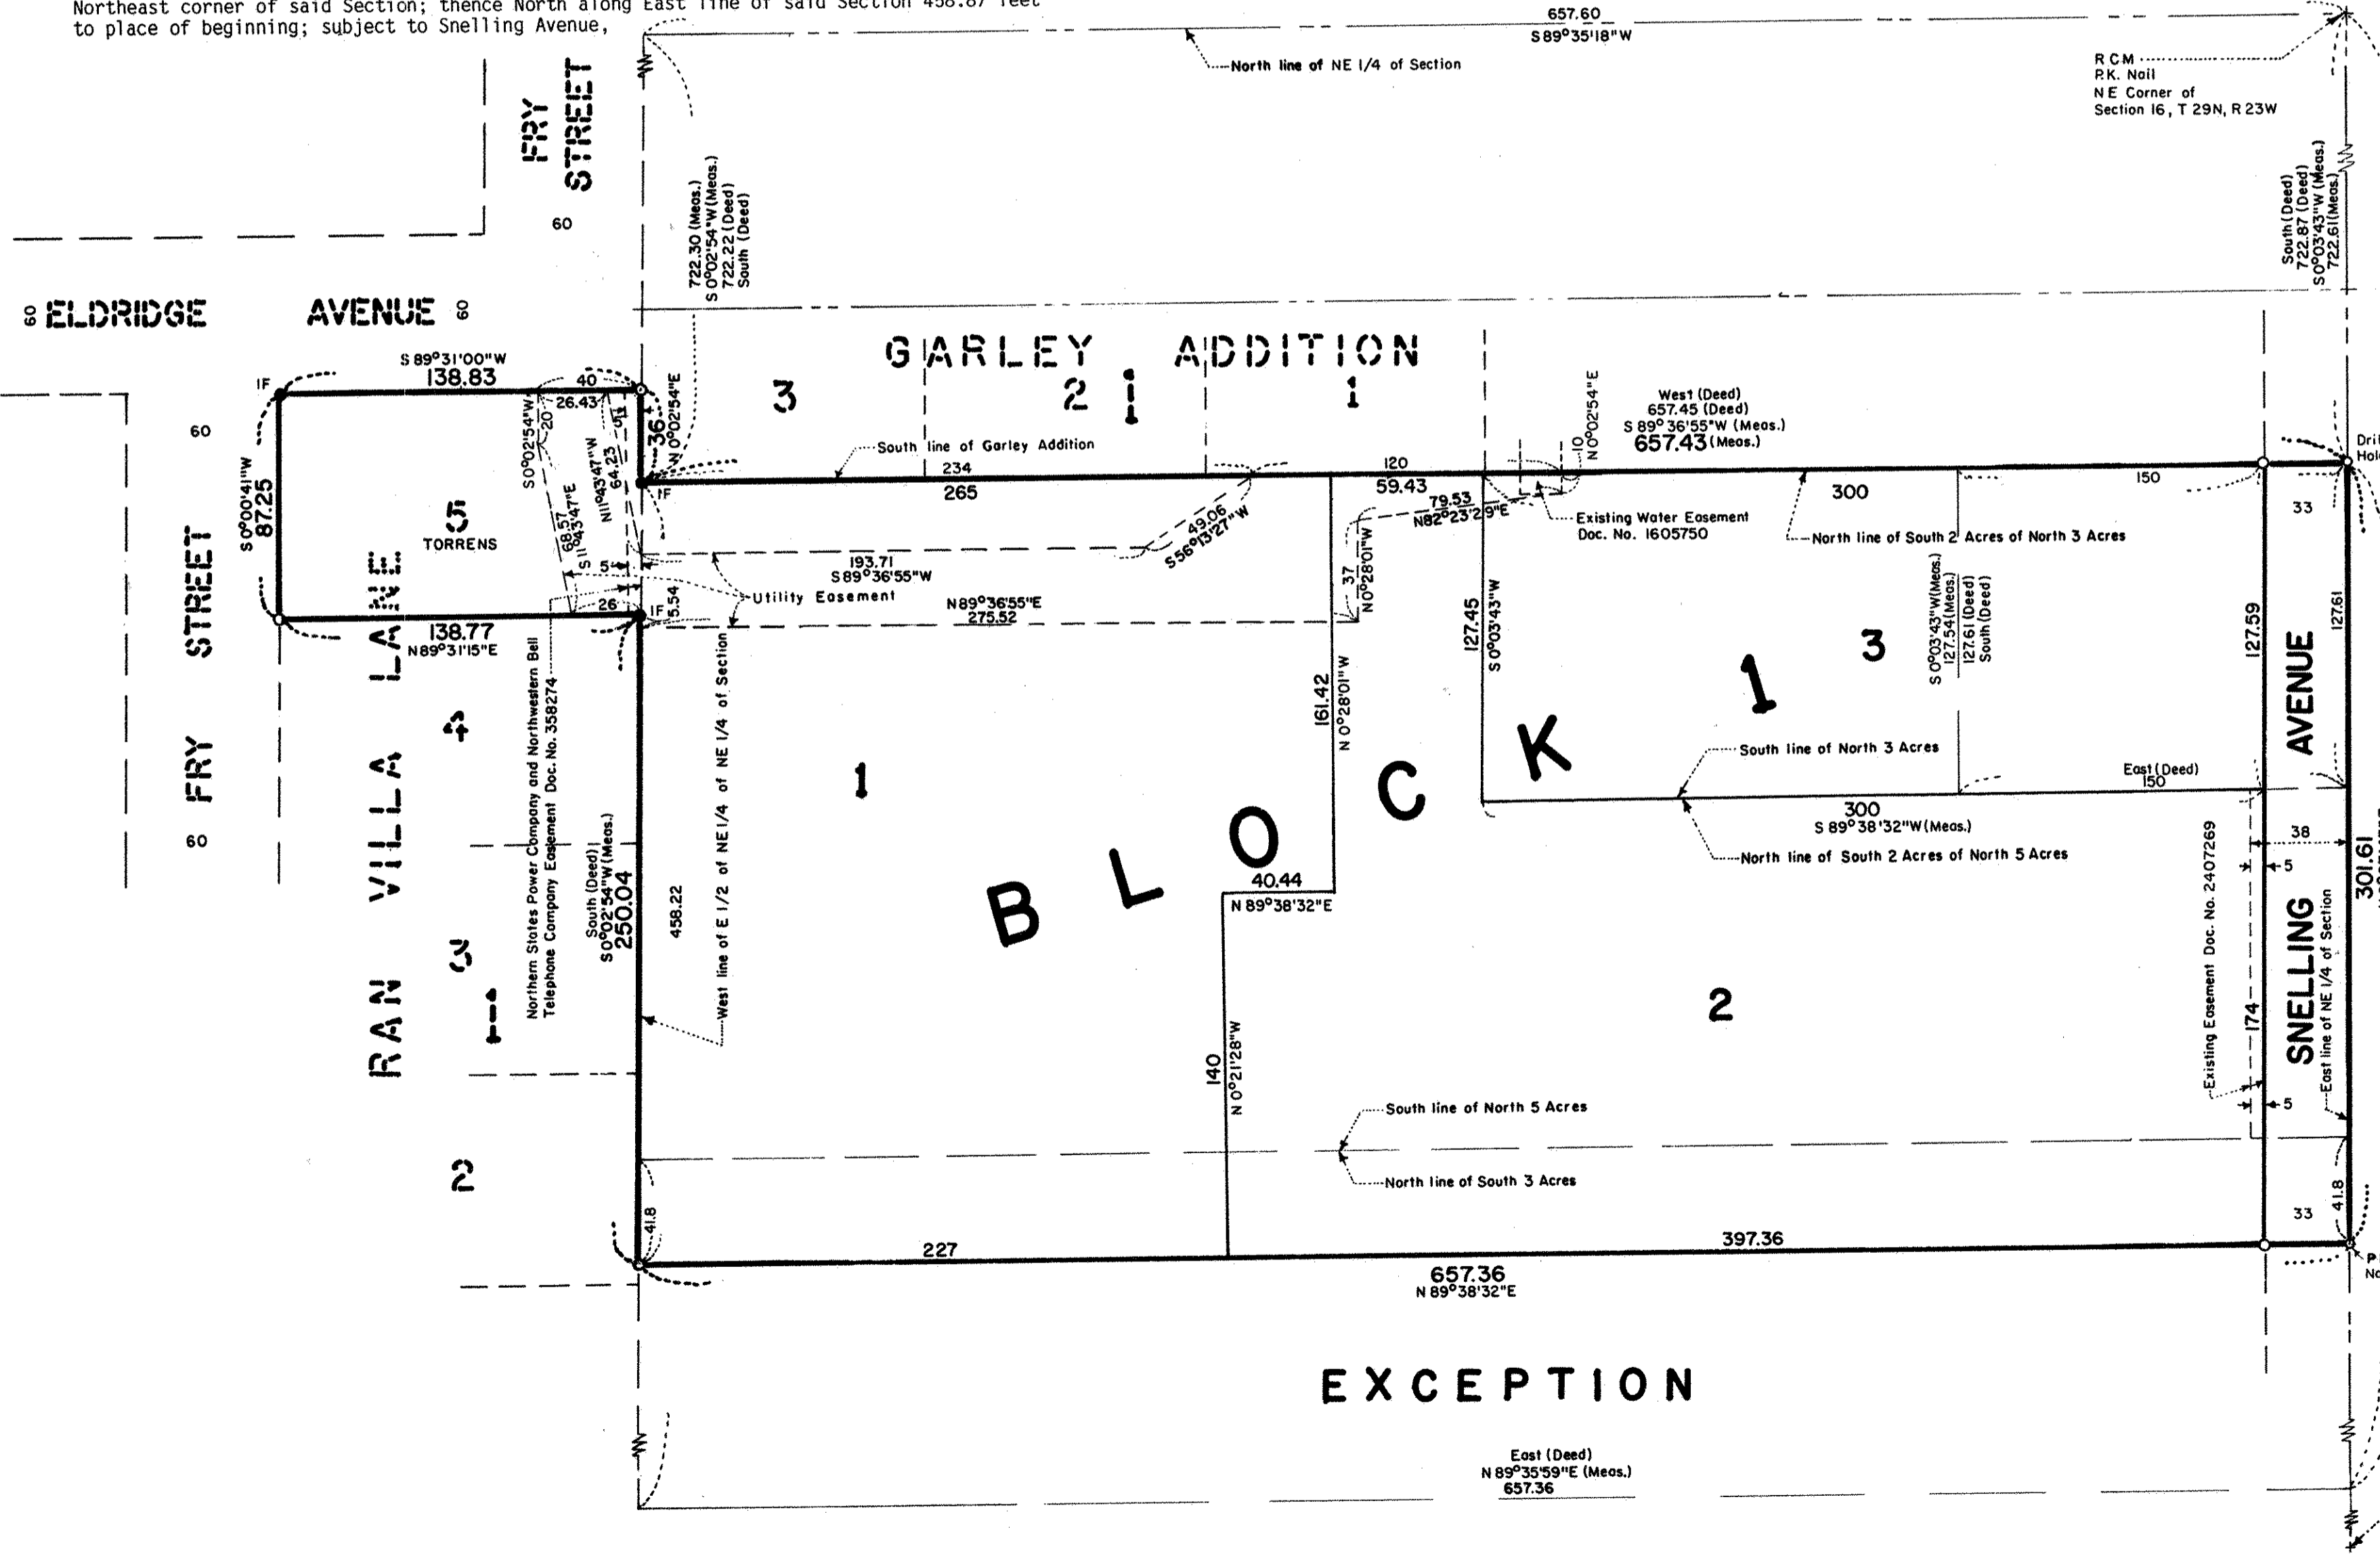 Northeast corner of said Section; thence North along East line of said Section 458.87 feet
to place of beginning; subject to Snelling Avenue,
657.60
S89°35'18"W
North line of NE 1/4 of Section
R C M
P.K. Nail
N E Corner of
Section 16, T 29N, R 23W
FRY
STREET
60
722.30 (Meas.)
S 0°02'54"W (Meas.)
722.22 (Deed)
South (Deed)
South (Deed)
722.87 (Deed)
S0°03'43"W (Meas.)
722.61 (Meas.)
60
ELDRIDGE AVENUE
60
GARLEY ADDITION
3
2
1
1
S 89°31'00"W
138.83
40
26.43
IF
N 0°02'54"E
36
20
5
S 0°02'54"W
N11°43'47"W
64.23
68.57
S 11°43'47"E
West (Deed)
657.45 (Deed)
S 89°36'55"W (Meas.)
657.43 (Meas.)
10
N 0°02'54"E
South line of Garley Addition
234
265
IF
120
59.43
79.53
N82°23'29"E
300
150
33
49.06
S56°13'27"W
Existing Water Easement
Doc. No. 1605750
North line of South 2 Acres of North 3 Acres
60
S 0°00'41"W
87.25
5
TORRENS
193.71
S89°36'55"W
5
Utility Easement
26
IF
5.54
N89°36'55"E
275.52
37
N0°28'01"W
138.77
N89°31'15"E
127.45
S 0°03'43"W
S 0°03'43"W (Meas.)
127.54 (Meas.)
127.61 (Deed)
South (Deed)
127.59
127.61
FRY STREET
60
RAN VILLA LANE
4
3
1
2
Northern States Power Company and Northwestern Bell
Telephone Company Easement Doc. No. 358274
South (Deed)
S 0°02'54"W (Meas.)
250.04
458.22
West line of E 1/2 of NE 1/4 of NE 1/4 of Section
161.42
N 0°28'01"W
1
3
BLOCK 1
South line of North 3 Acres
East (Deed)
150
300
S 89°38'32"W (Meas.)
North line of South 2 Acres of North 5 Acres
40.44
N 89°38'32"E
2
140
N 0°21'28"W
Existing Easement Doc. No. 2407269
38
5
5
174
SNELLING AVENUE
East line of NE 1/4 of Section
301.61
South line of North 5 Acres
North line of South 3 Acres
41.8
41.8
33
227
397.36
657.36
N 89°38'32"E
EXCEPTION
East (Deed)
N 89°35'59"E (Meas.)
657.36